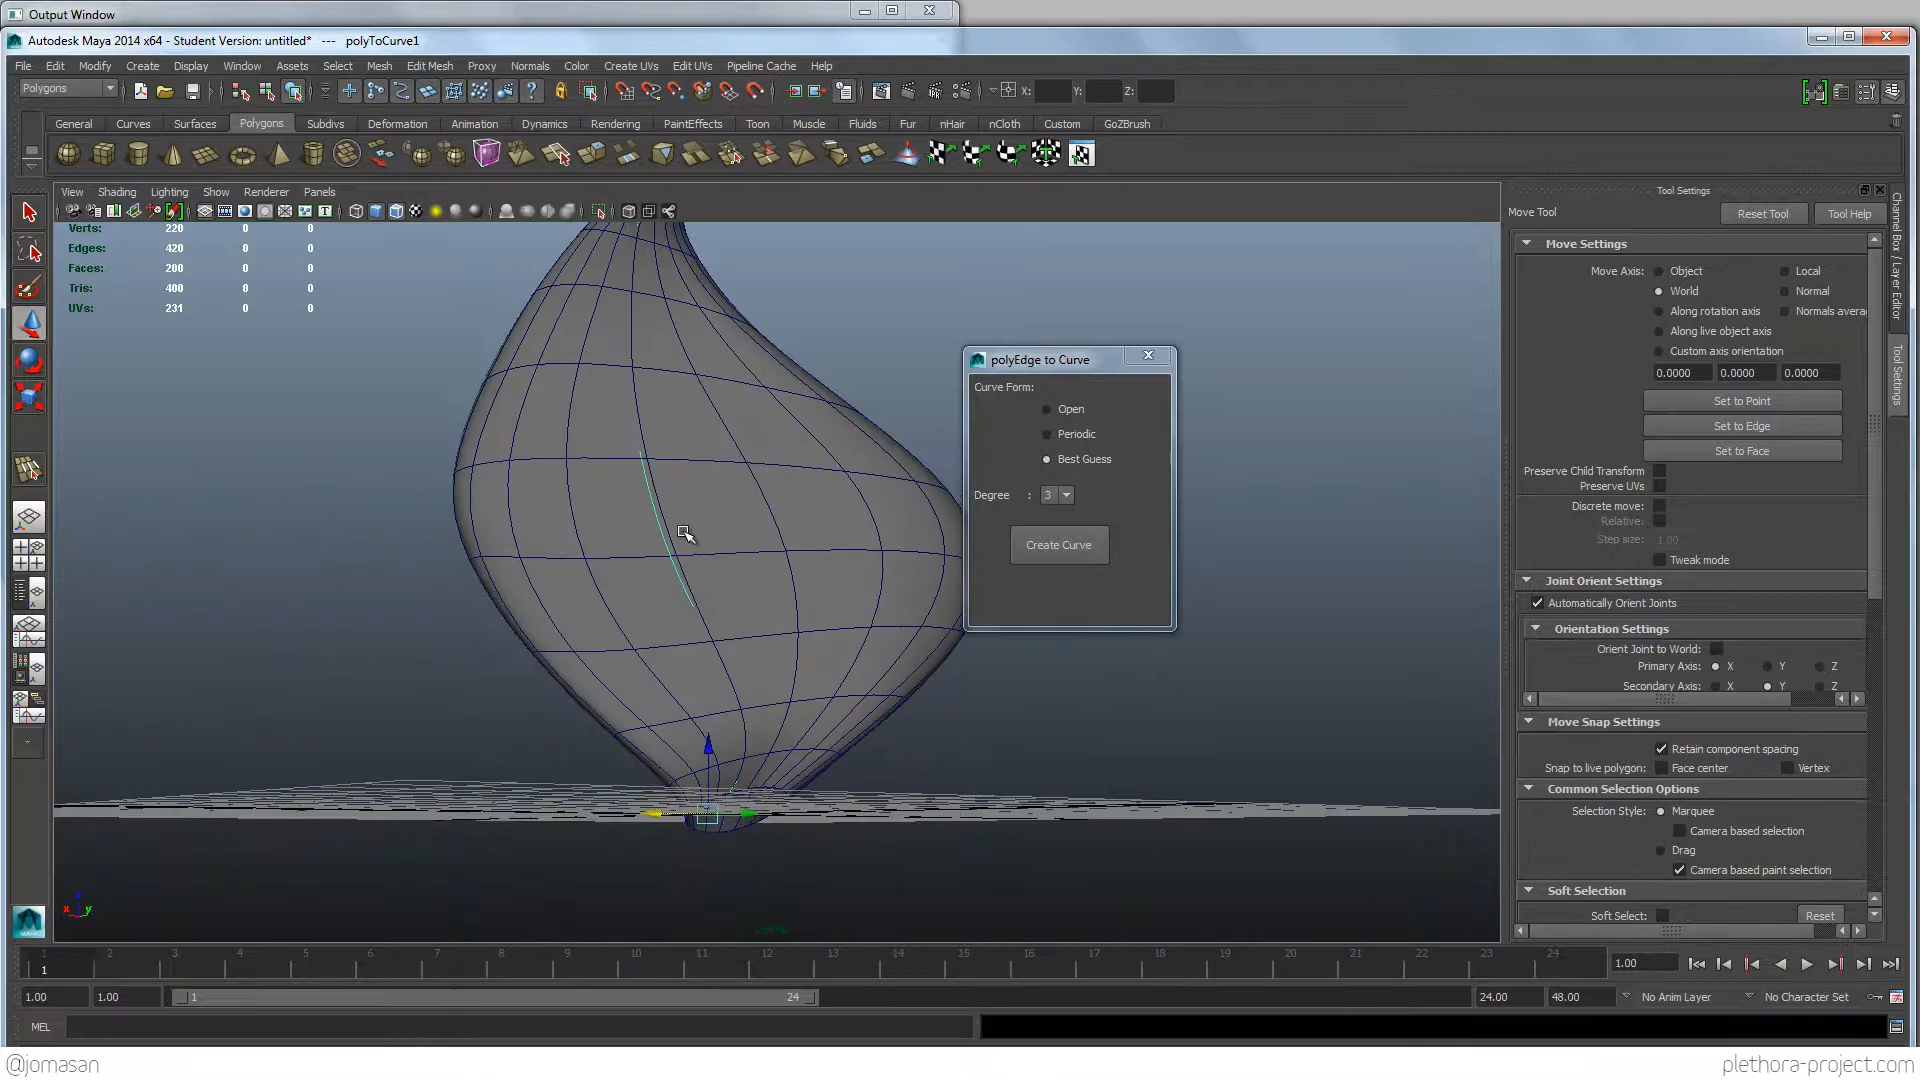 Output Window
Autodesk Maya 2014 x64 - Student Version: untitled* --- polyToCurve1
File Edit Modify Create Display Window Assets Select Mesh Edit Mesh Proxy Normals Color Create UVs Edit UVs Pipeline Cache Help
Polygons X: Y: Z:
General Curves Surfaces Polygons Subdivs Deformation Animation Dynamics Rendering PaintEffects Toon Muscle Fluids Fur nHair nCloth Custom GoZBrush
View Shading Lighting Show Renderer Panels
Verts: 220 0 0
Edges: 420 0 0
Faces: 200 0 0
Tris: 400 0 0
UVs: 231 0 0
polyEdge to Curve
Curve Form:
Open
Periodic
Best Guess
Degree : 3
Create Curve
Tool Settings
Move Tool Reset Tool Tool Help
Move Settings
Move Axis: Object Local
World Normal
Along rotation axis Normals avera
Along live object axis
Custom axis orientation
0.0000 0.0000 0.0000
Set to Point
Set to Edge
Set to Face
Preserve Child Transform
Preserve UVs
Discrete move:
Relative:
Step size: 1.00
Tweak mode
Joint Orient Settings
Automatically Orient Joints
Orientation Settings
Orient Joint to World:
Primary Axis: X Y Z
Secondary Axis: X Y Z
Move Snap Settings
Retain component spacing
Snap to live polygon: Face center Vertex
Common Selection Options
Selection Style: Marquee
Camera based selection
Drag
Camera based paint selection
Soft Selection
Soft Select: Reset
Channel Box / Layer Editor
Tool Settings
x y
1 2 3 4 5 6 7 8 9 10 11 12 13 14 15 16 17 18 19 20 21 22 23 24
1 1.00
1.00 1.00 1 24 24.00 48.00 No Anim Layer No Character Set
MEL
@jomasan
plethora-project.com